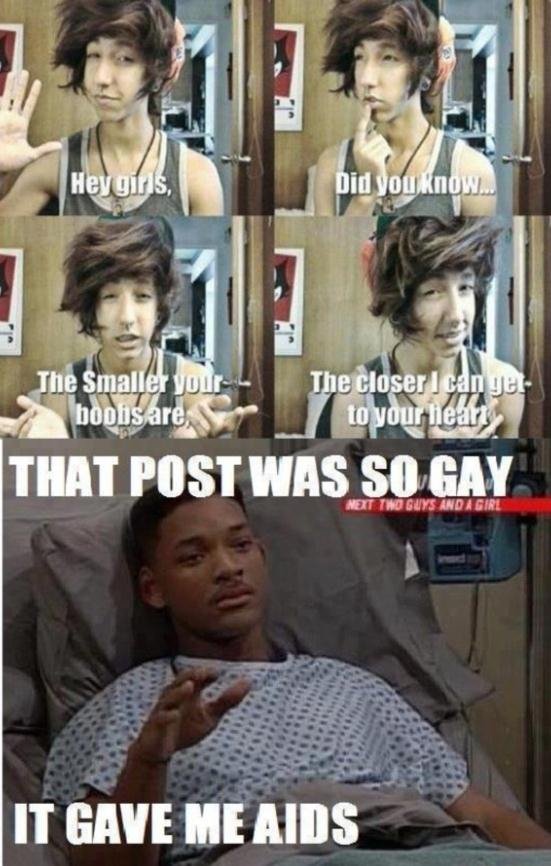 Hey girls,
Did you know...
The Smaller your-
boobs are,
The closer I can get-
to your heart
THAT POST WAS SO GAY
NEXT TWO GUYS AND A GIRL
IT GAVE ME AIDS